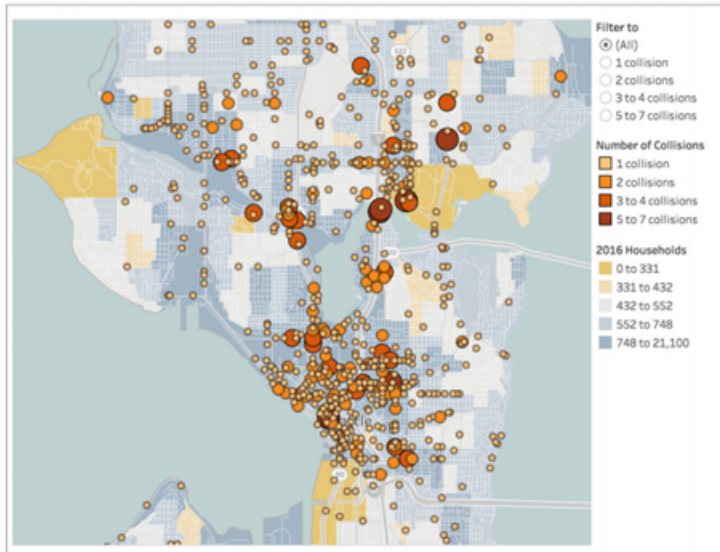 Filter to
(All)
1 collision
2 collisions
3 to 4 collisions
5 to 7 collisions
Number of Collisions
1 collision
2 collisions
3 to 4 collisions
5 to 7 collisions
2016 Households
0 to 331
331 to 432
432 to 552
552 to 748
748 to 21,100
522
99